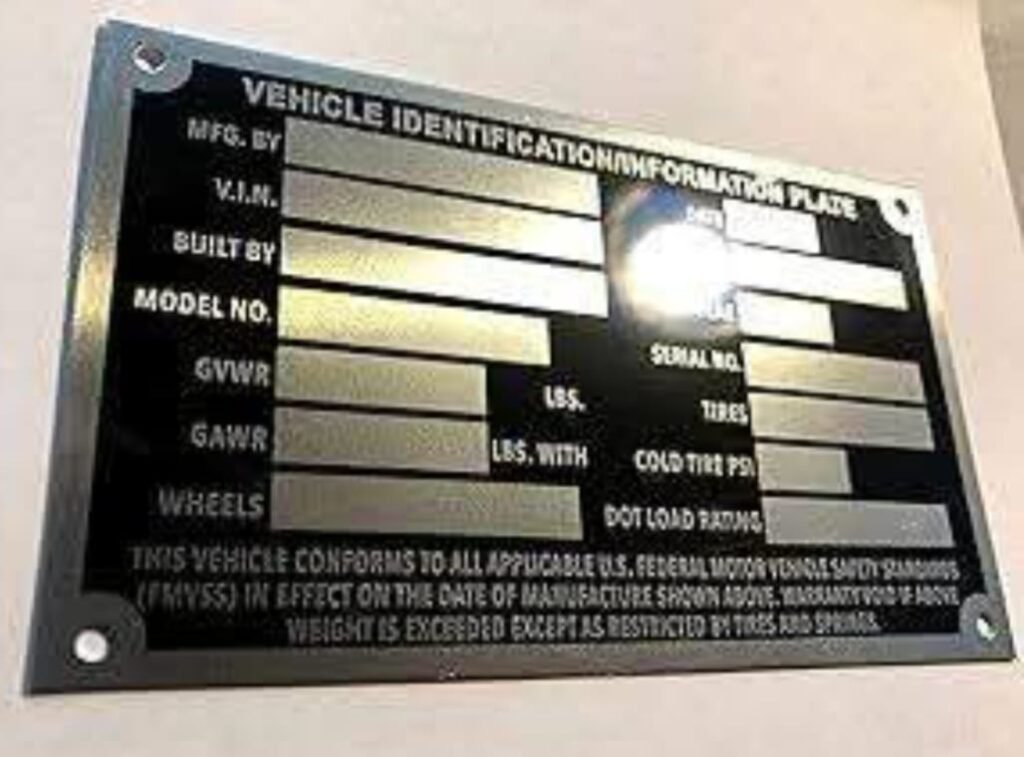 VEHICLE IDENTIFICATION/INFORMATION PLATE
MFG. BY
DATE
V.I.N.
BUILT BY
MODEL NO.
SERIAL NO.
GVWR LBS.
TIRES
GAWR LBS. WITH
COLD TIRE PSI
WHEELS
DOT LOAD RATING
THIS VEHICLE CONFORMS TO ALL APPLICABLE U.S. FEDERAL MOTOR VEHICLE SAFETY STANDARDS
(FMVSS) IN EFFECT ON THE DATE OF MANUFACTURE SHOWN ABOVE. WARRANTY VOID IF ABOVE
WEIGHT IS EXCEEDED EXCEPT AS RESTRICTED BY TIRES AND SPRINGS.